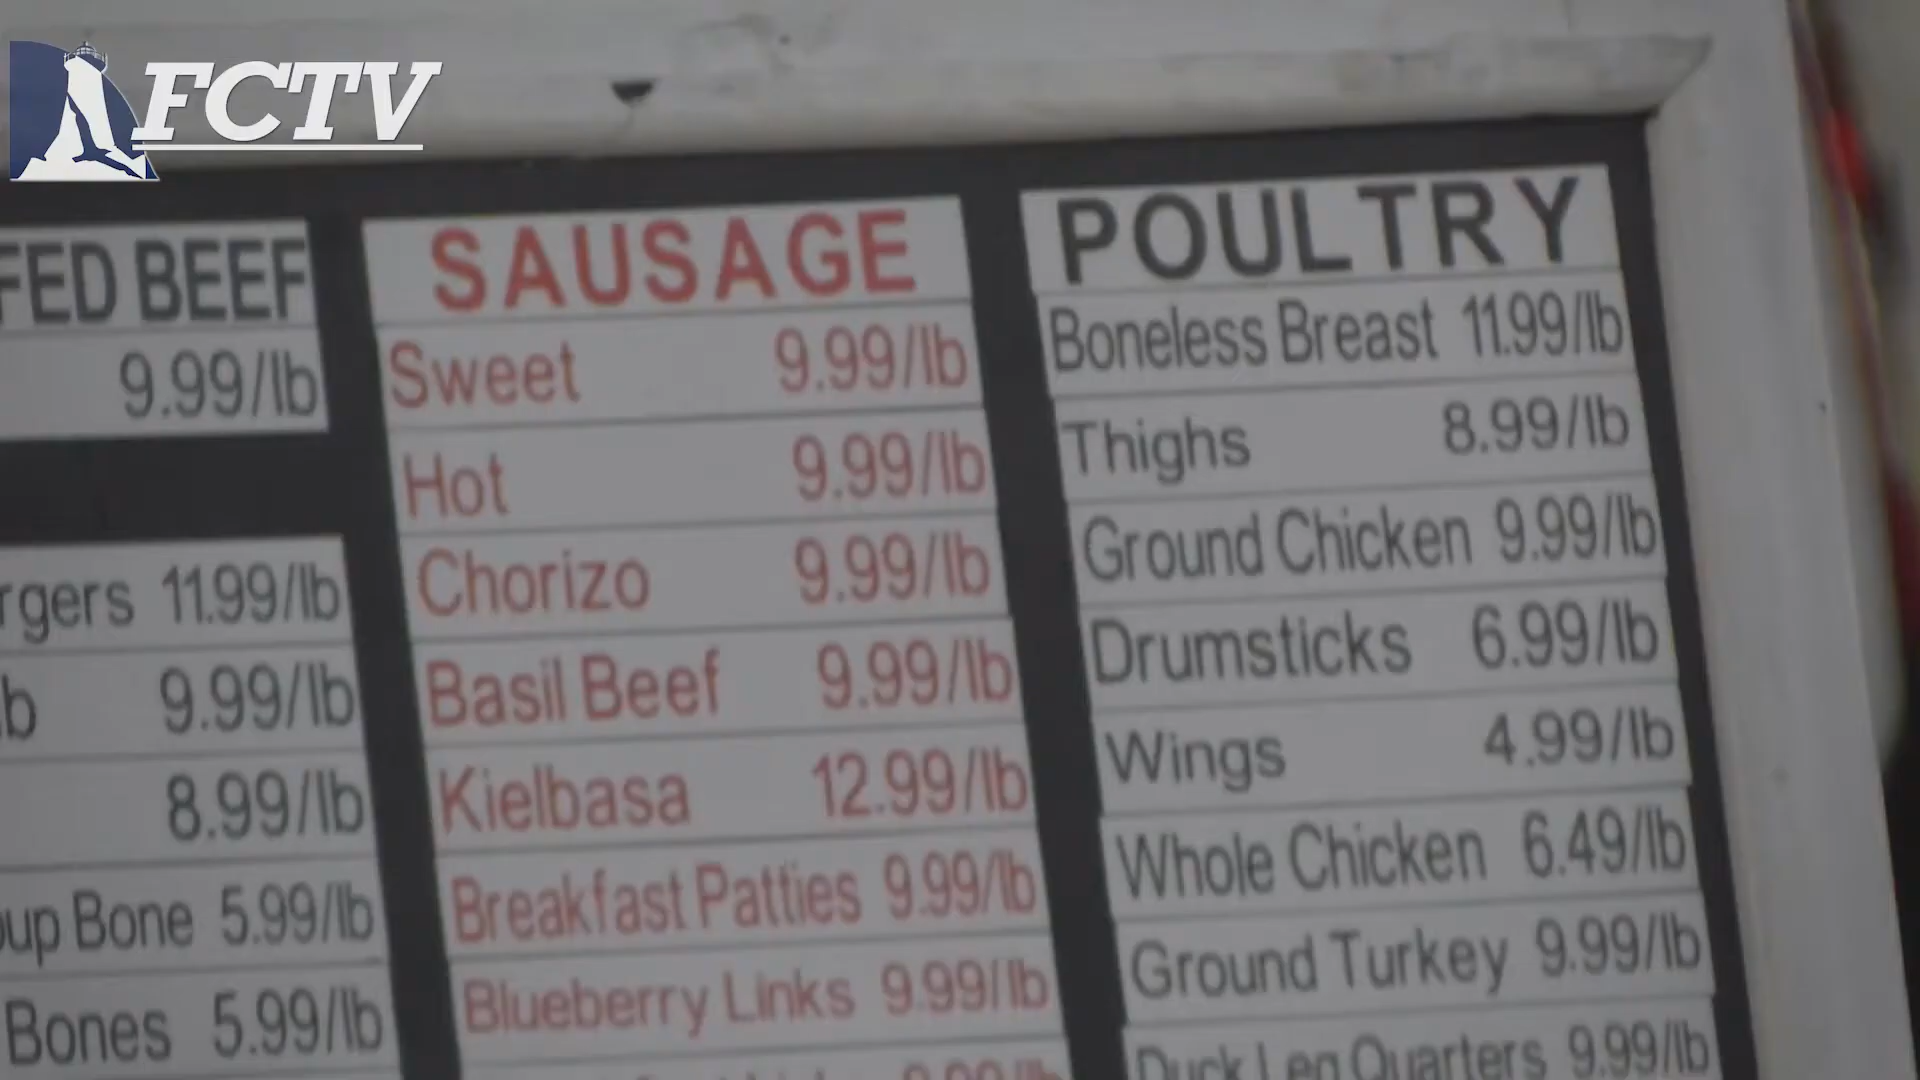 FCTV
FED BEEF
9.99/lb
rgers 11.99/lb
b 9.99/lb
8.99/lb
oup Bone 5.99/lb
Bones 5.99/lb
SAUSAGE
Sweet 9.99/lb
Hot 9.99/lb
Chorizo 9.99/lb
Basil Beef 9.99/lb
Kielbasa 12.99/lb
Breakfast Patties 9.99/lb
Blueberry Links 9.99/lb
POULTRY
Boneless Breast 11.99/lb
Thighs 8.99/lb
Ground Chicken 9.99/lb
Drumsticks 6.99/lb
Wings 4.99/lb
Whole Chicken 6.49/lb
Ground Turkey 9.99/lb
Duck Leg Quarters 9.99/lb